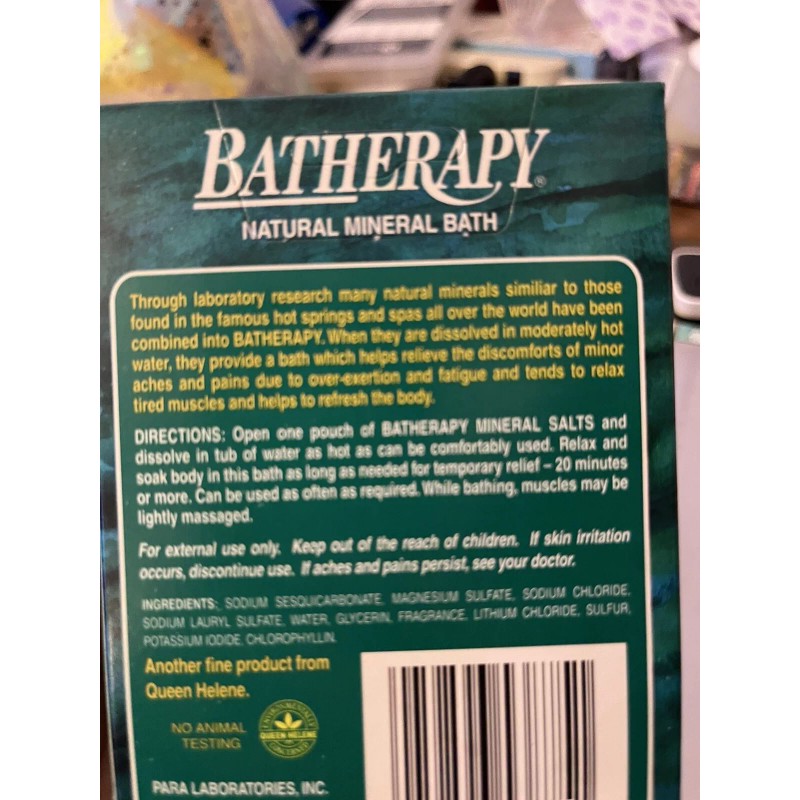 BATHERAPY®
NATURAL MINERAL BATH
Through laboratory research many natural minerals similiar to those
found in the famous hot springs and spas all over the world have been
combined into BATHERAPY. When they are dissolved in moderately hot
water, they provide a bath which helps relieve the discomforts of minor
aches and pains due to over-exertion and fatigue and tends to relax
tired muscles and helps to refresh the body.
DIRECTIONS: Open one pouch of BATHERAPY MINERAL SALTS and
dissolve in tub of water as hot as can be comfortably used. Relax and
soak body in this bath as long as needed for temporary relief – 20 minutes
or more. Can be used as often as required. While bathing, muscles may be
lightly massaged.
For external use only. Keep out of the reach of children. If skin irritation
occurs, discontinue use. If aches and pains persist, see your doctor.
INGREDIENTS: SODIUM SESQUICARBONATE, MAGNESIUM SULFATE, SODIUM CHLORIDE,
SODIUM LAURYL SULFATE, WATER, GLYCERIN, FRAGRANCE, LITHIUM CHLORIDE, SULFUR,
POTASSIUM IODIDE, CHLOROPHYLLIN.
Another fine product from
Queen Helene.
NO ANIMAL
TESTING
ENVIRONMENTALLY
QUEEN HELENE
CONCERNED
PARA LABORATORIES, INC.